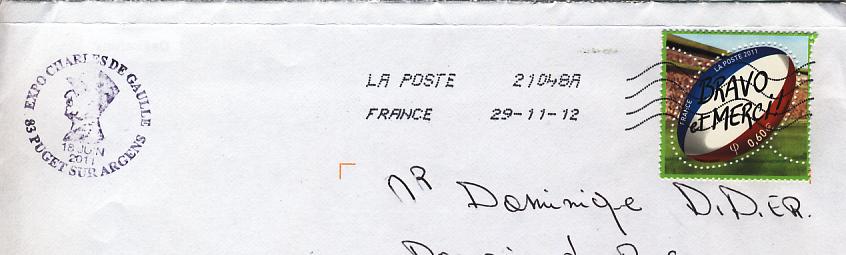 EXPO CHARLES DE GAULLE
18 JUIN
2011
83 PUGET SUR ARGENS
LA POSTE 21048A
FRANCE 29-11-12
LA POSTE 2011
FRANCE
BRAVO,
et MERCI!
0,60€
φ
Mr Dominique D.D.ER.